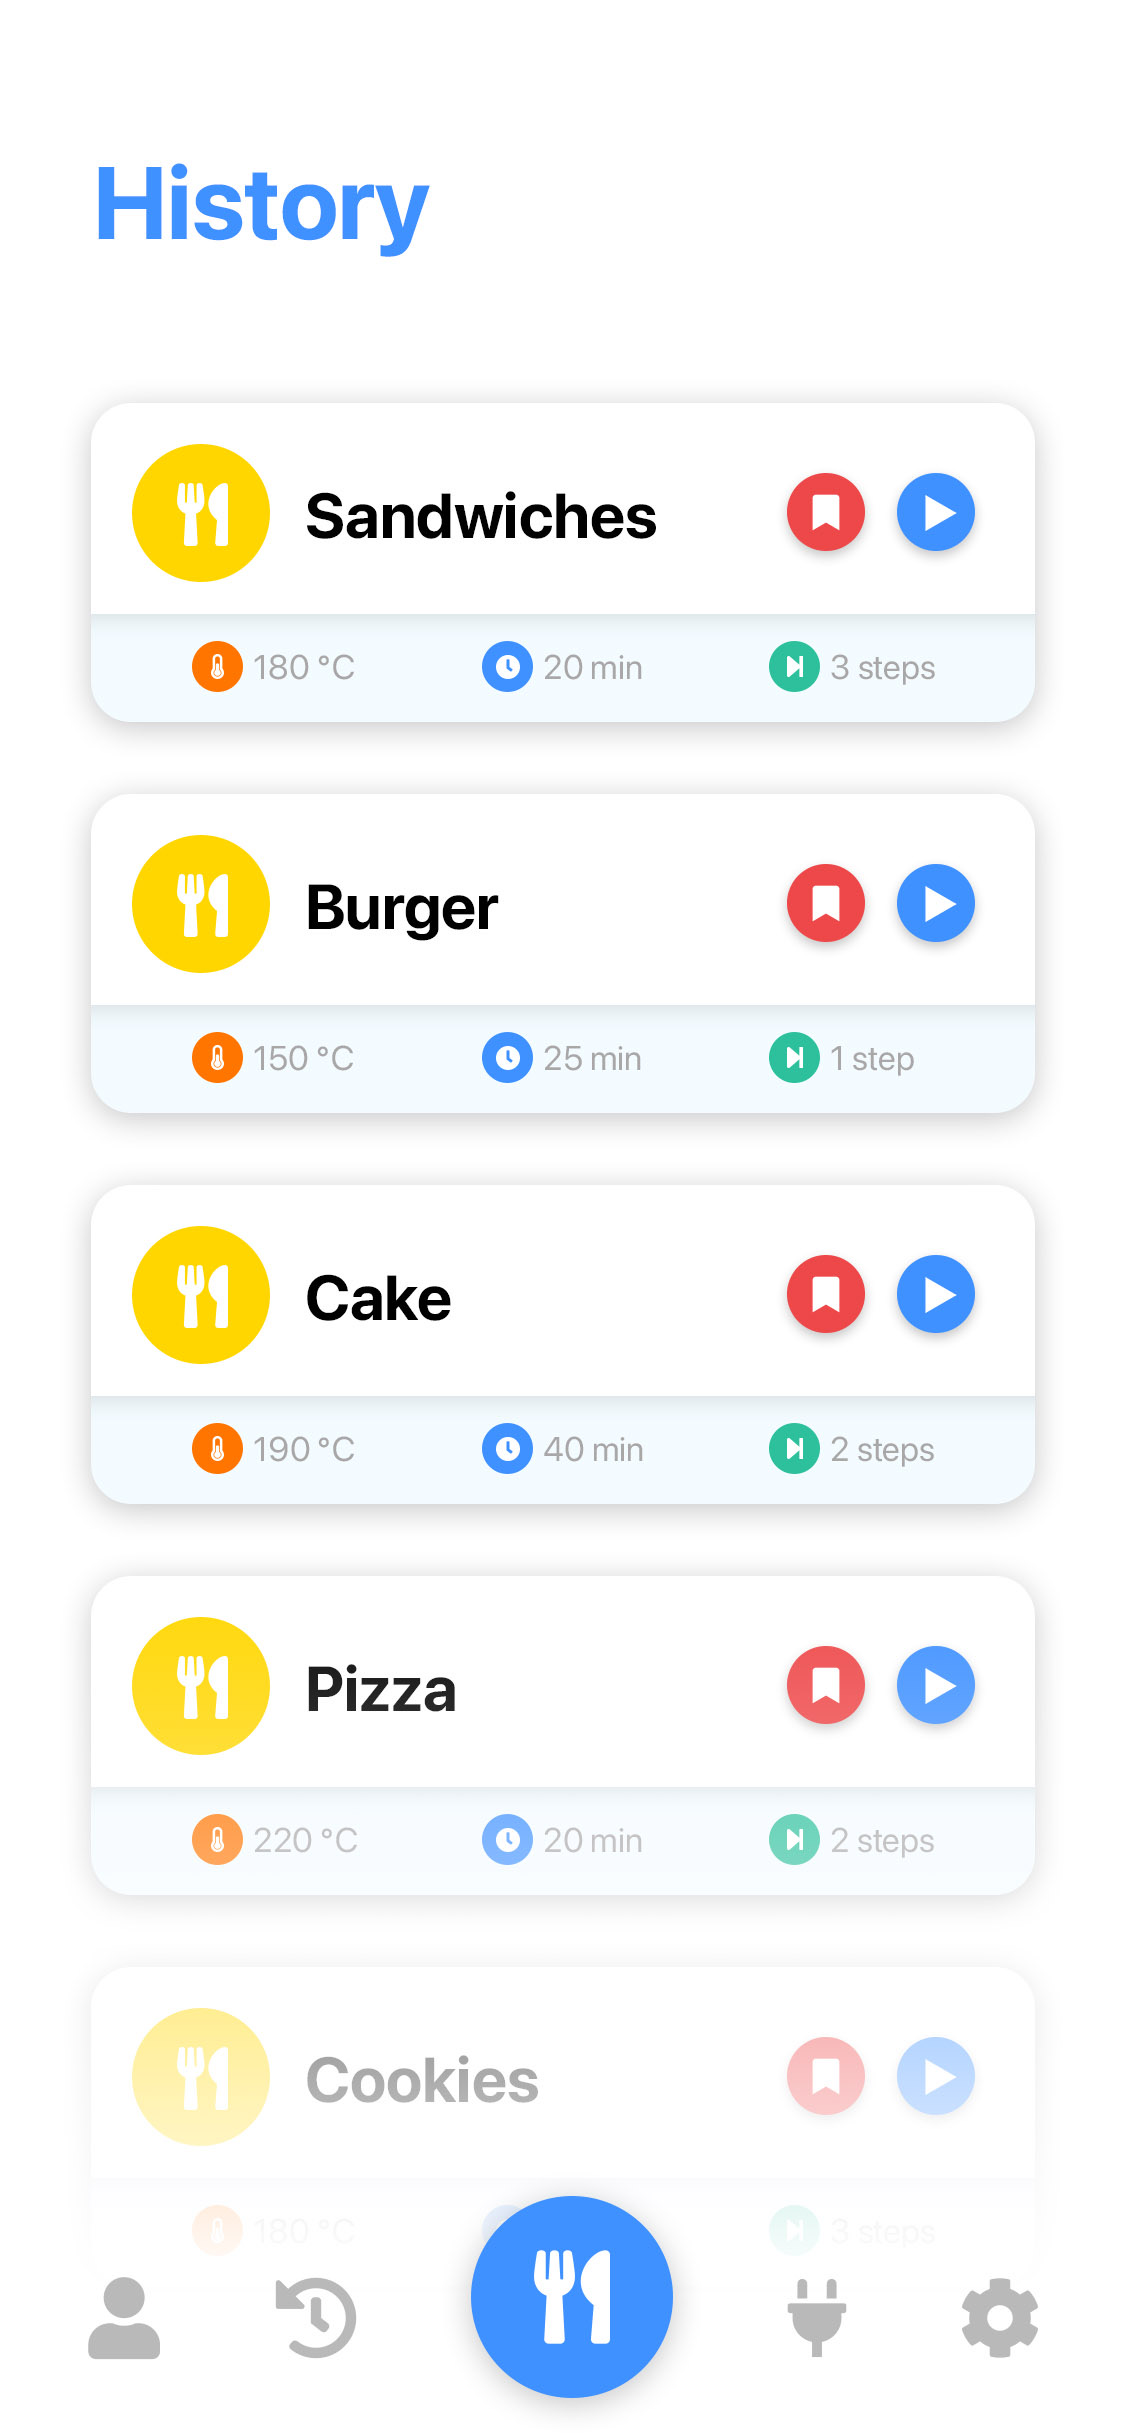 History
Sandwiches
180 °C 20 min 3 steps
Burger
150 °C 25 min 1 step
Cake
190 °C 40 min 2 steps
Pizza
220 °C 20 min 2 steps
Cookies
180 °C 3 steps